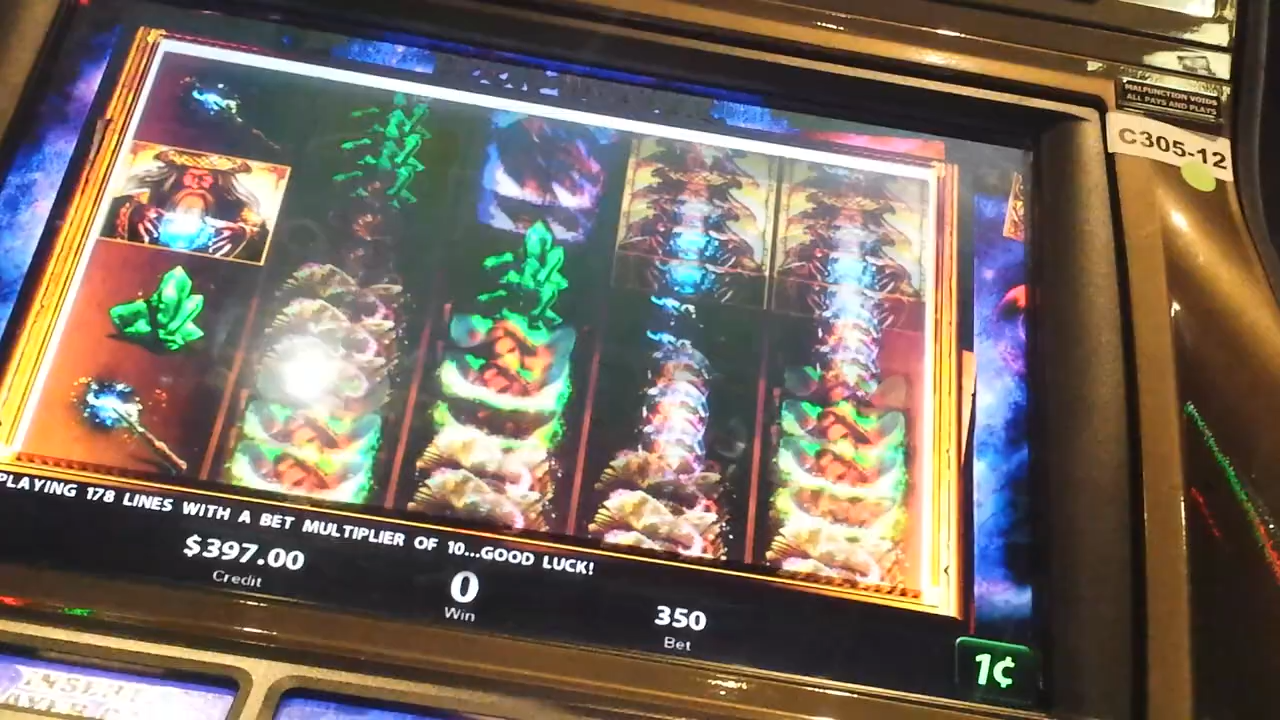 MALFUNCTION VOIDS
ALL PAYS AND PLAYS
C305-12
PLAYING 178 LINES WITH A BET MULTIPLIER OF 10...GOOD LUCK!
$397.00
Credit
0
Win
350
Bet
1¢
INSERT